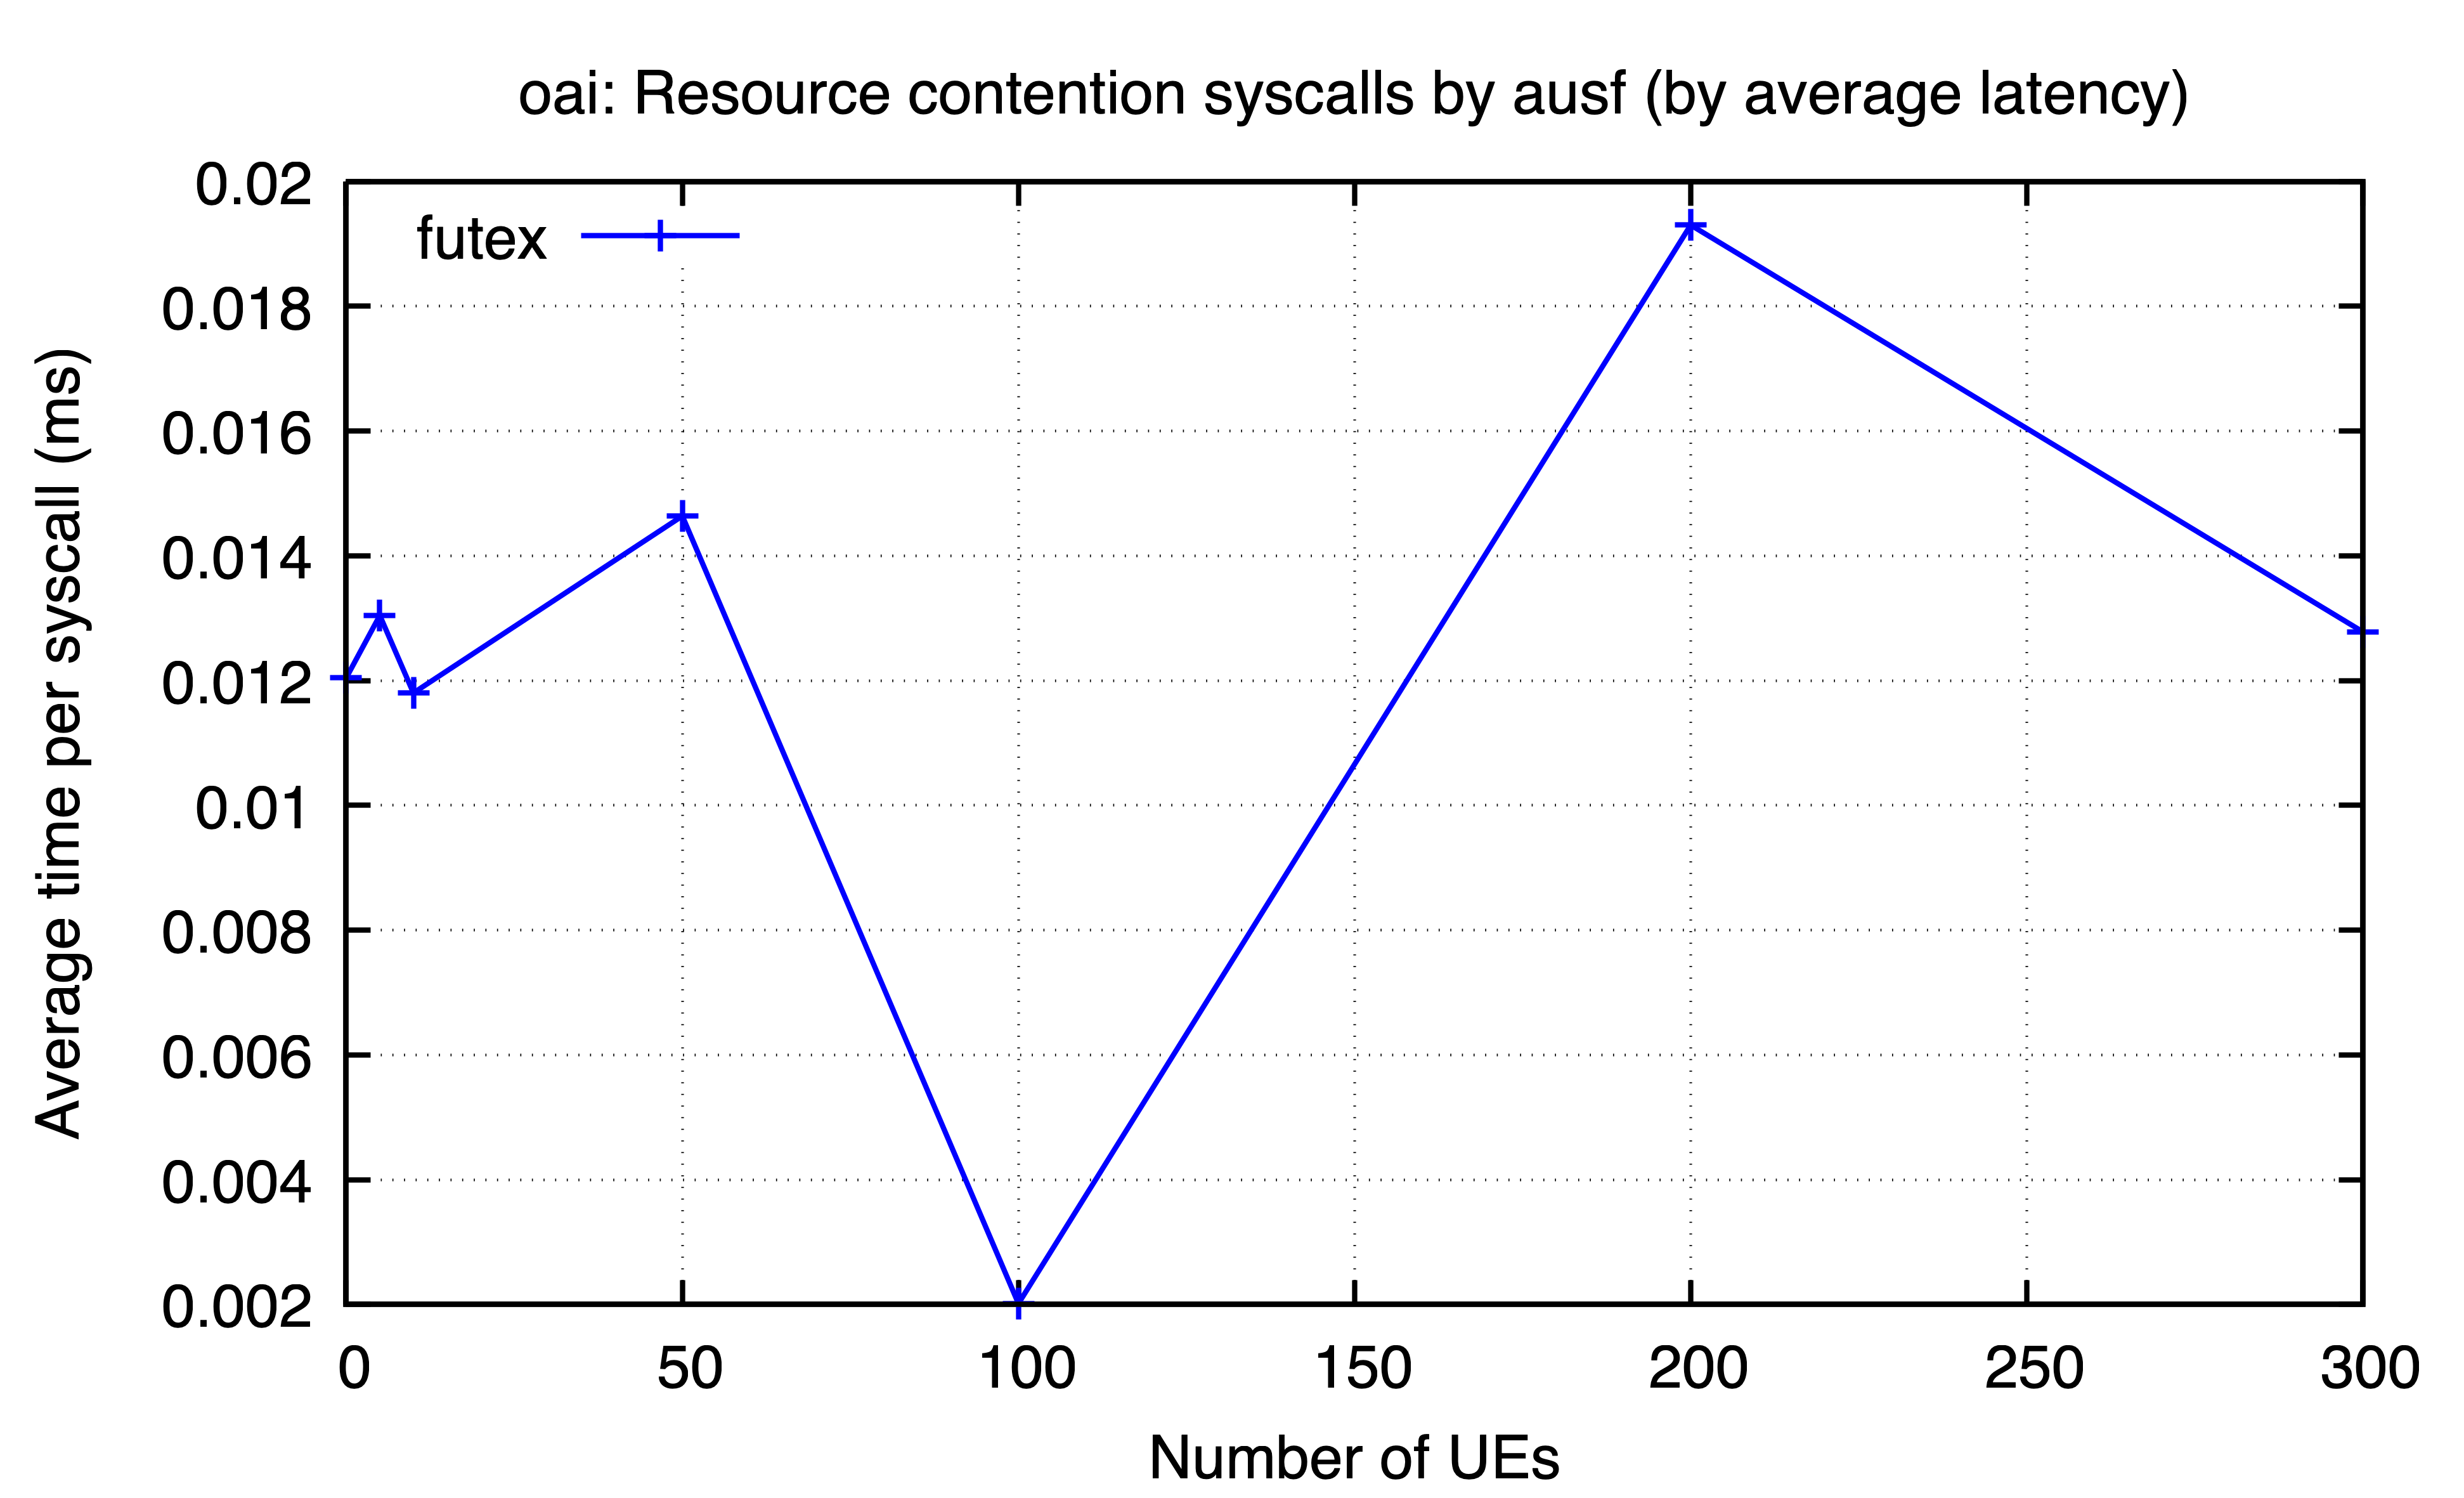 oai: Resource contention syscalls by ausf (by average latency)
futex
0.02
0.018
0.016
0.014
0.012
0.01
0.008
0.006
0.004
0.002
Average time per syscall (ms)
0 50 100 150 200 250 300
Number of UEs